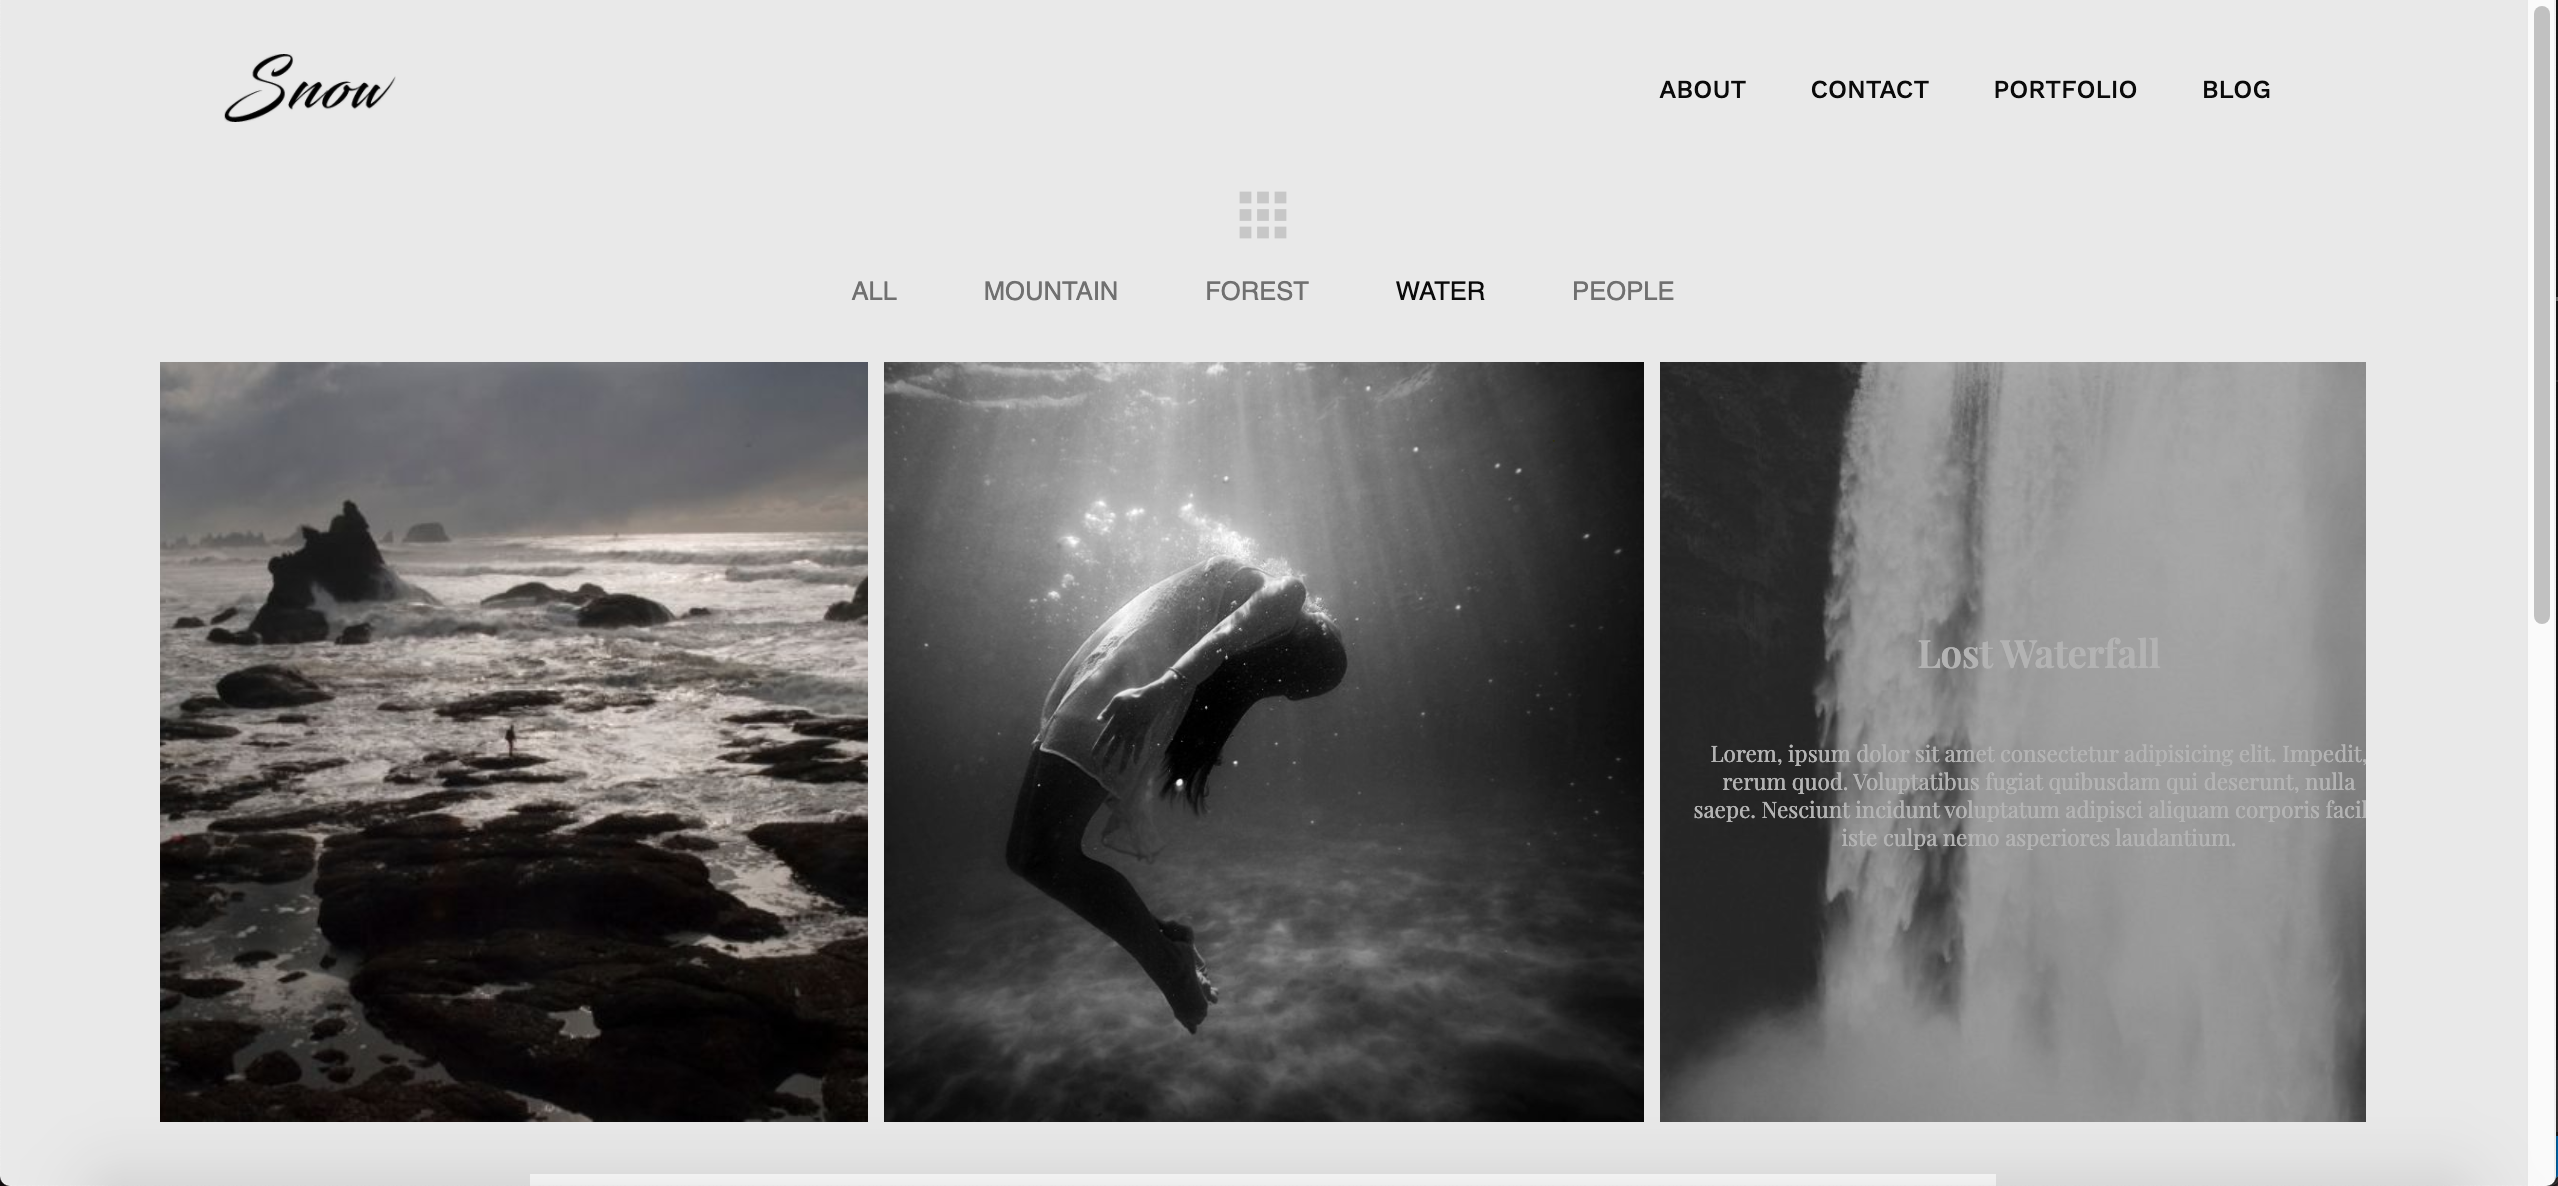 Snow
ABOUT CONTACT PORTFOLIO BLOG
ALL MOUNTAIN FOREST WATER PEOPLE
Lost Waterfall
Lorem, ipsum dolor sit amet consectetur adipisicing elit. Impedit,
rerum quod. Voluptatibus fugiat quibusdam qui deserunt, nulla
saepe. Nesciunt incidunt voluptatum adipisci aliquam corporis facil
iste culpa nemo asperiores laudantium.